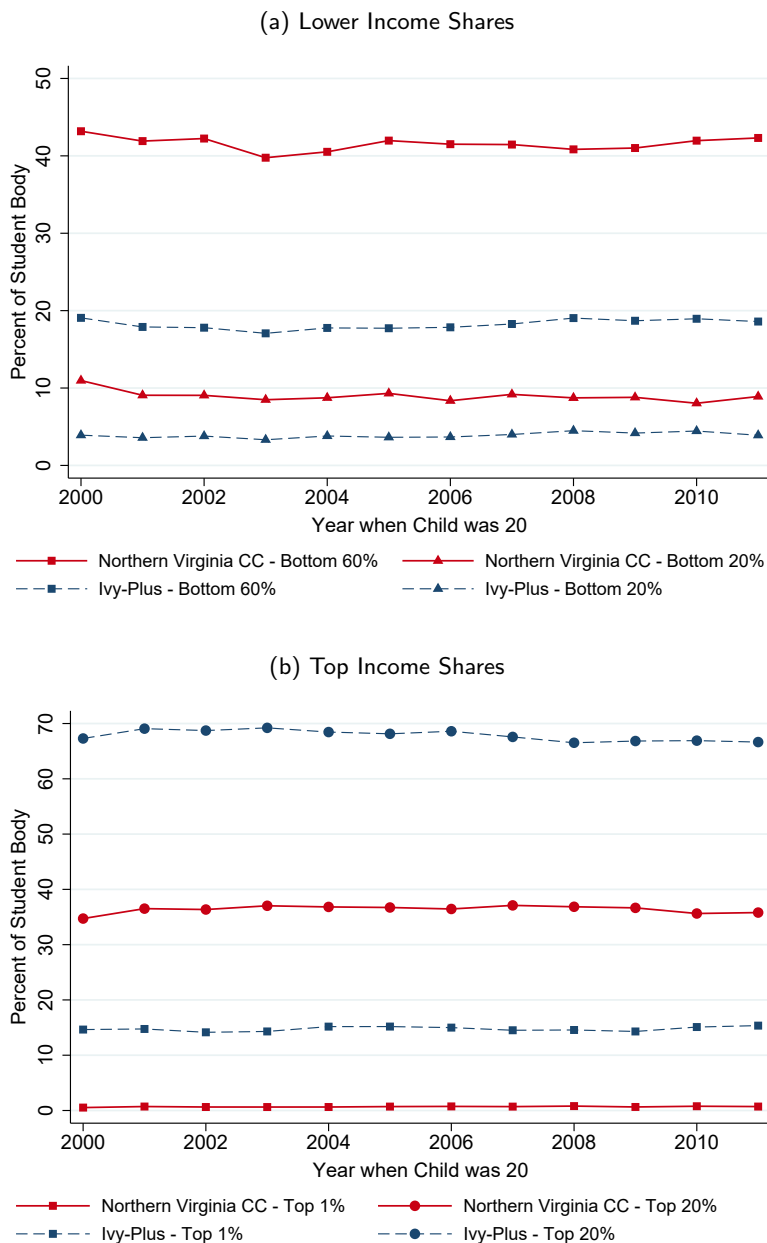 (a) Lower Income Shares
Percent of Student Body
50
40
30
20
10
0
2000 2002 2004 2006 2008 2010
Year when Child was 20
Northern Virginia CC - Bottom 60% Northern Virginia CC - Bottom 20%
Ivy-Plus - Bottom 60% Ivy-Plus - Bottom 20%
(b) Top Income Shares
Percent of Student Body
70
60
50
40
30
20
10
0
2000 2002 2004 2006 2008 2010
Year when Child was 20
Northern Virginia CC - Top 1% Northern Virginia CC - Top 20%
Ivy-Plus - Top 1% Ivy-Plus - Top 20%